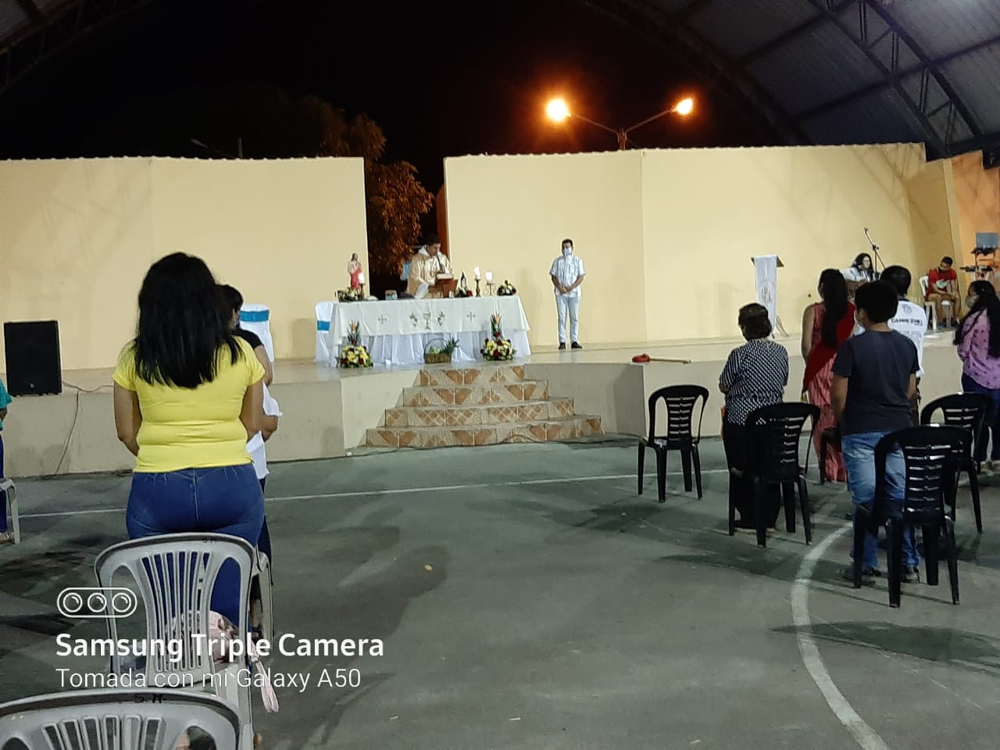 S.H
Samsung Triple Camera
Tomada con mi Galaxy A50
S.H